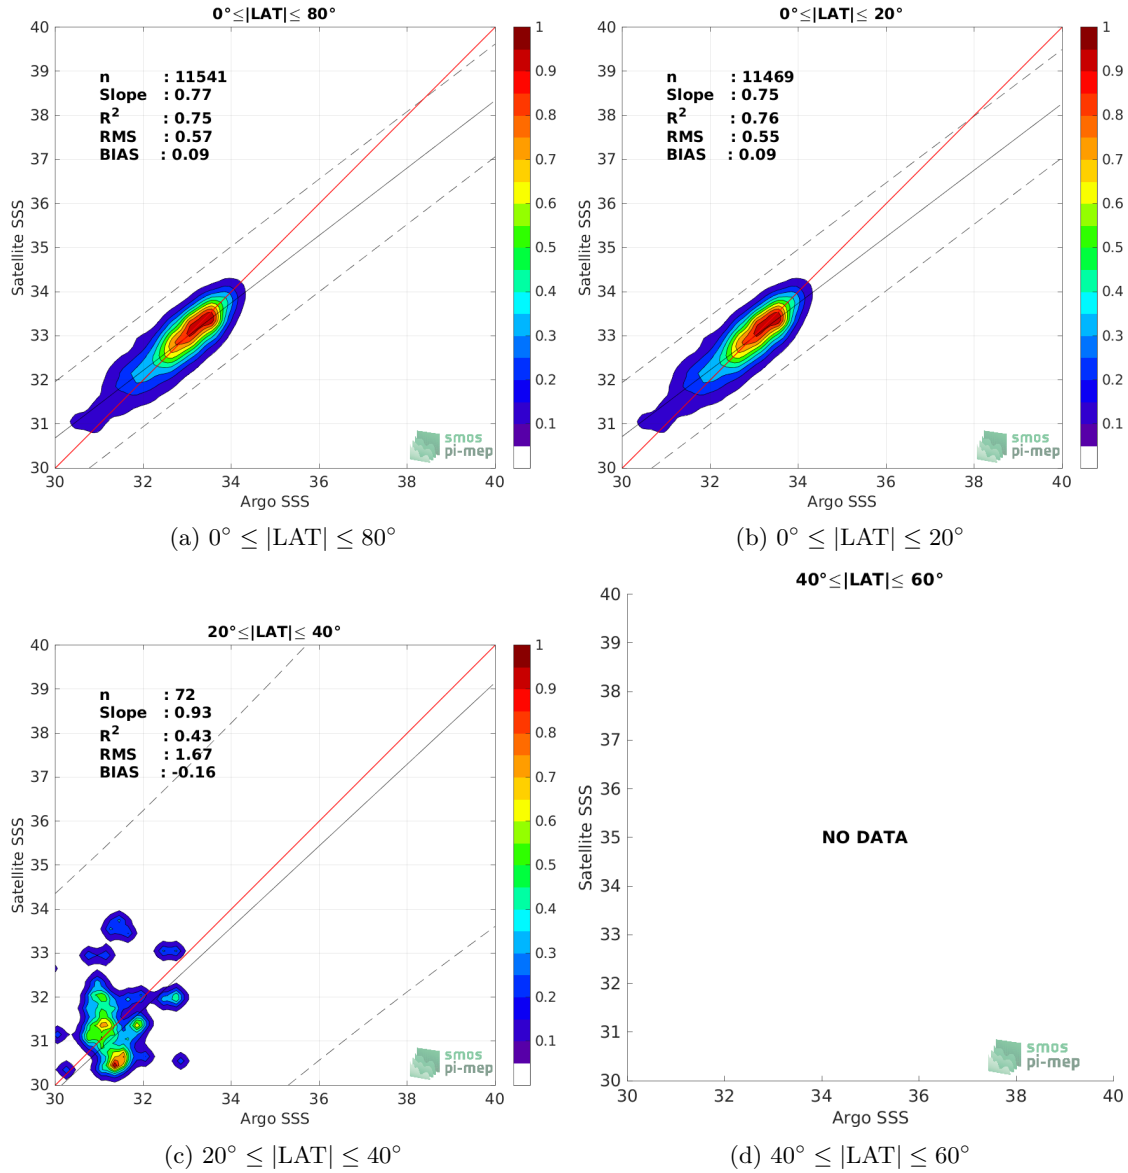 0°≤|LAT|≤ 80°
40
39
38
37
36
35
34
33
32
31
30
Satellite SSS
n : 11541
Slope : 0.77
R² : 0.75
RMS : 0.57
BIAS : 0.09
smos
pi-mep
30 32 34 36 38 40
Argo SSS
1
0.9
0.8
0.7
0.6
0.5
0.4
0.3
0.2
0.1
(a) 0° ≤ |LAT| ≤ 80°
0°≤|LAT|≤ 20°
40
39
38
37
36
35
34
33
32
31
30
Satellite SSS
n : 11469
Slope : 0.75
R² : 0.76
RMS : 0.55
BIAS : 0.09
smos
pi-mep
30 32 34 36 38 40
Argo SSS
1
0.9
0.8
0.7
0.6
0.5
0.4
0.3
0.2
0.1
(b) 0° ≤ |LAT| ≤ 20°
20°≤|LAT|≤ 40°
40
39
38
37
36
35
34
33
32
31
30
Satellite SSS
n : 72
Slope : 0.93
R² : 0.43
RMS : 1.67
BIAS : -0.16
smos
pi-mep
30 32 34 36 38 40
Argo SSS
1
0.9
0.8
0.7
0.6
0.5
0.4
0.3
0.2
0.1
(c) 20° ≤ |LAT| ≤ 40°
40°≤|LAT|≤ 60°
40
39
38
37
36
35
34
33
32
31
30
Satellite SSS
NO DATA
smos
pi-mep
30 32 34 36 38 40
Argo SSS
(d) 40° ≤ |LAT| ≤ 60°